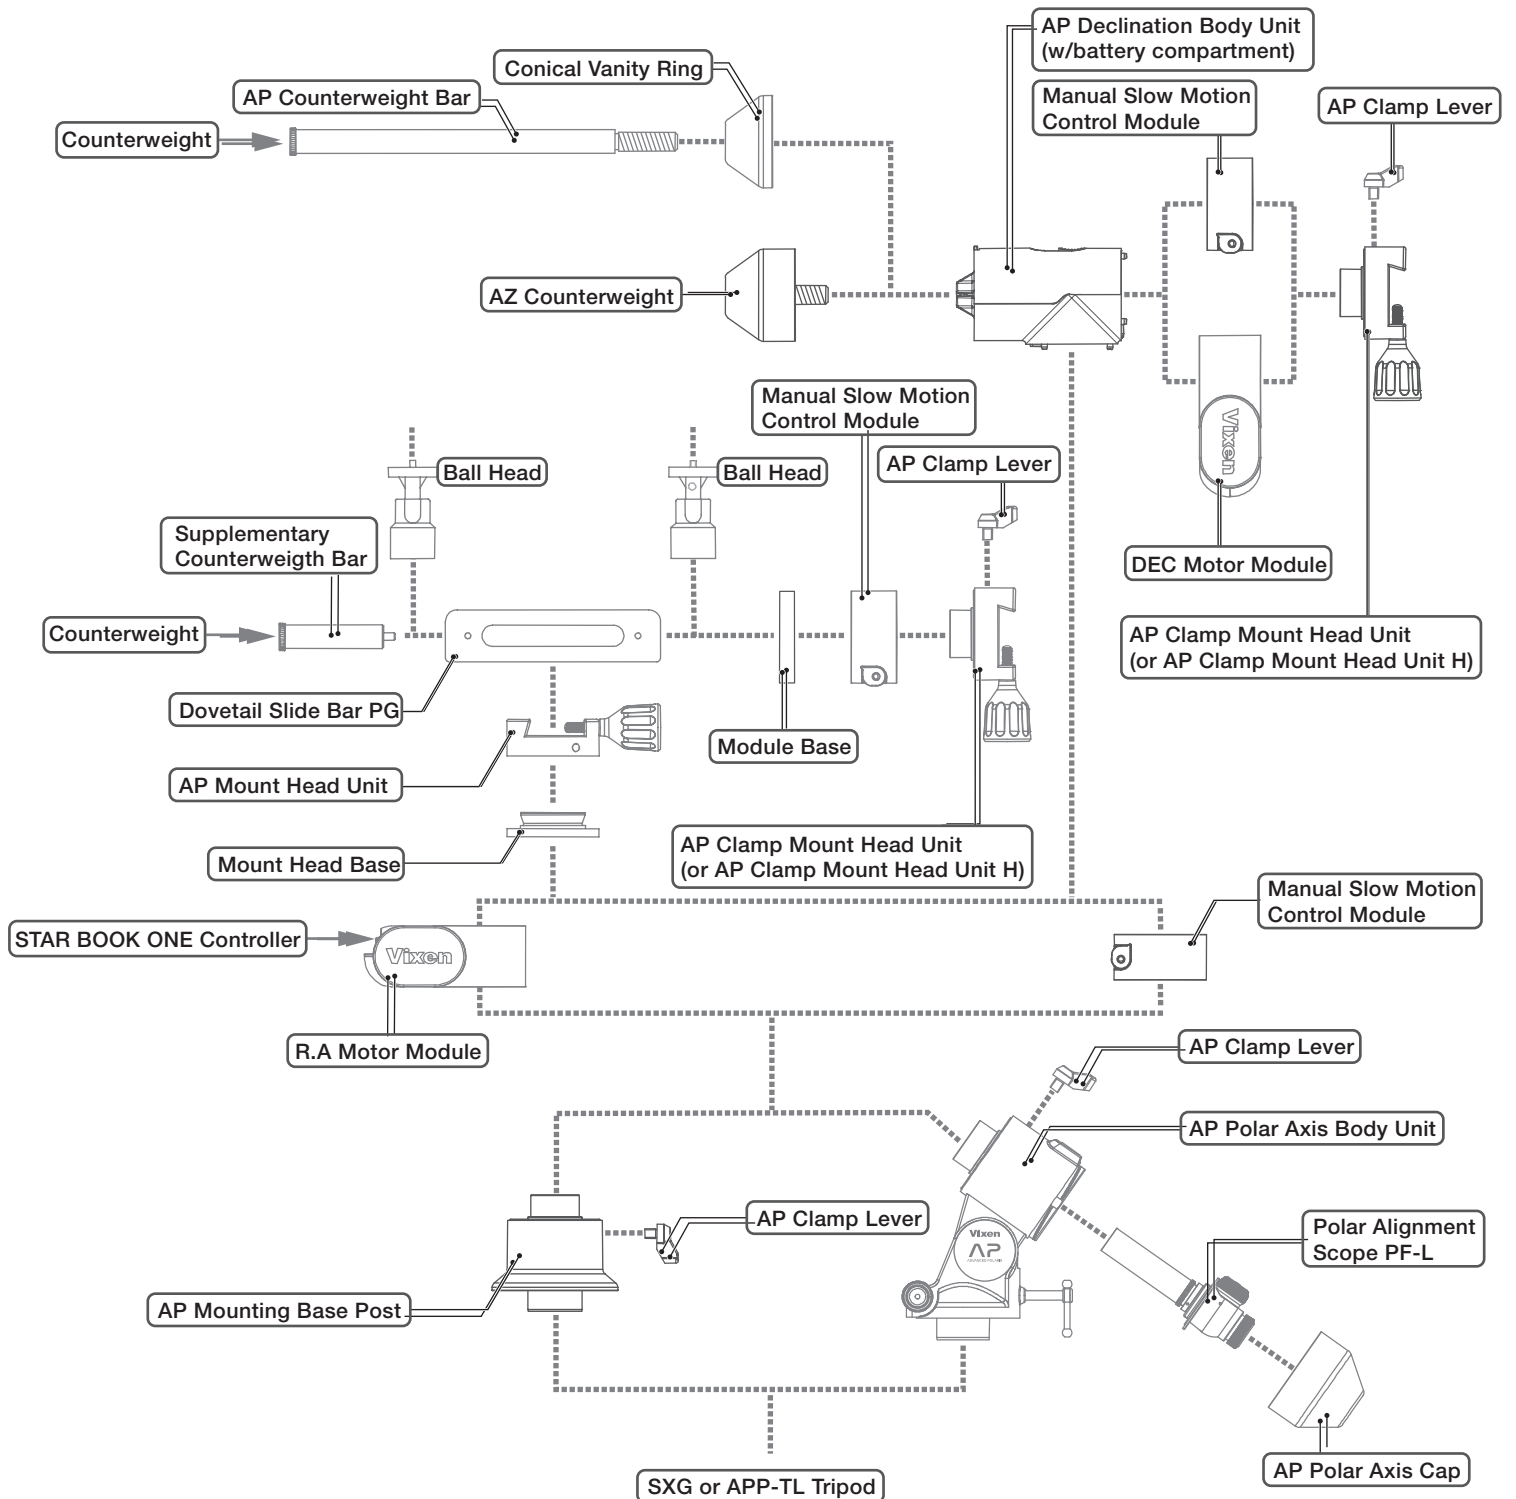 AP Declination Body Unit
(w/battery compartment)
Conical Vanity Ring
AP Counterweight Bar
Manual Slow Motion
Control Module
AP Clamp Lever
Counterweight
AZ Counterweight
Vixen
Manual Slow Motion
Control Module
Ball Head
Ball Head
AP Clamp Lever
Supplementary
Counterweigth Bar
DEC Motor Module
Counterweight
AP Clamp Mount Head Unit
(or AP Clamp Mount Head Unit H)
Dovetail Slide Bar PG
Module Base
AP Mount Head Unit
AP Clamp Mount Head Unit
(or AP Clamp Mount Head Unit H)
Mount Head Base
Manual Slow Motion
Control Module
STAR BOOK ONE Controller
Vixen
R.A Motor Module
AP Clamp Lever
AP Polar Axis Body Unit
AP Clamp Lever
Vixen
AP
ADVANCED POLARIS
Polar Alignment
Scope PF-L
AP Mounting Base Post
AP Polar Axis Cap
SXG or APP-TL Tripod